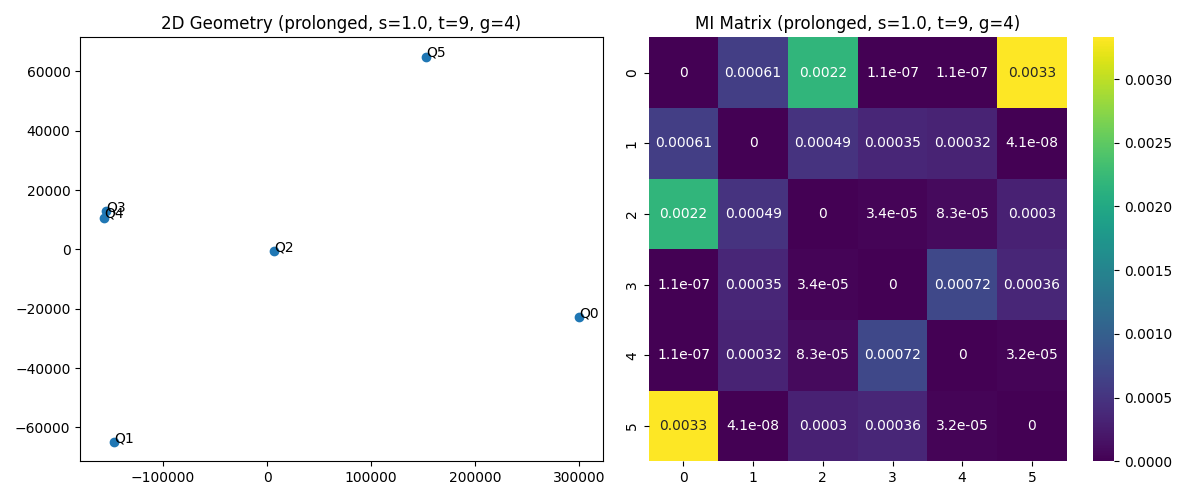 2D Geometry (prolonged, s=1.0, t=9, g=4)
60000
40000
20000
0
−20000
−40000
−60000
−100000 0 100000 200000 300000
Q5
Q3
Q4
Q2
Q0
Q1
MI Matrix (prolonged, s=1.0, t=9, g=4)
0 0 0.00061 0.0022 1.1e-07 1.1e-07 0.0033
1 0.00061 0 0.00049 0.00035 0.00032 4.1e-08
2 0.0022 0.00049 0 3.4e-05 8.3e-05 0.0003
3 1.1e-07 0.00035 3.4e-05 0 0.00072 0.00036
4 1.1e-07 0.00032 8.3e-05 0.00072 0 3.2e-05
5 0.0033 4.1e-08 0.0003 0.00036 3.2e-05 0
0 1 2 3 4 5
0.0030
0.0025
0.0020
0.0015
0.0010
0.0005
0.0000